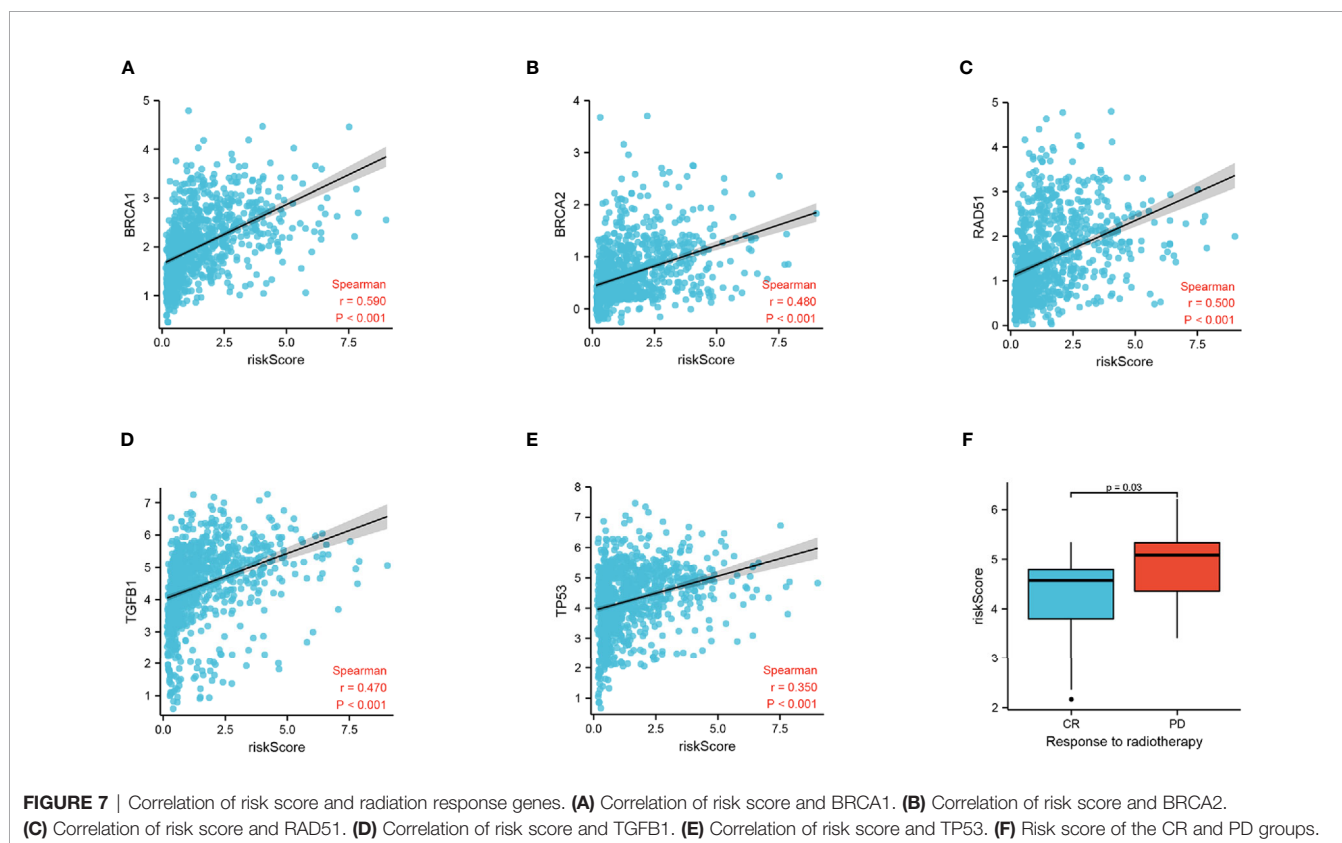 A
B
C
5
4
3
2
1
BRCA1
0.0
2.5
5.0
7.5
riskScore
Spearman
r = 0.590
P < 0.001
4
3
2
1
0
BRCA2
0.0
2.5
5.0
7.5
riskScore
Spearman
r = 0.480
P < 0.001
5
4
3
2
1
0
RAD51
0.0
2.5
5.0
7.5
riskScore
Spearman
r = 0.500
P < 0.001
D
E
F
7
6
5
4
3
2
1
TGFB1
0.0
2.5
5.0
7.5
riskScore
Spearman
r = 0.470
P < 0.001
8
7
6
5
4
3
2
1
TP53
0.0
2.5
5.0
7.5
riskScore
Spearman
r = 0.350
P < 0.001
p = 0.03
6
5
4
3
2
riskScore
CR
PD
Response to radiotherapy
FIGURE 7 | Correlation of risk score and radiation response genes. (A) Correlation of risk score and BRCA1. (B) Correlation of risk score and BRCA2.
(C) Correlation of risk score and RAD51. (D) Correlation of risk score and TGFB1. (E) Correlation of risk score and TP53. (F) Risk score of the CR and PD groups.